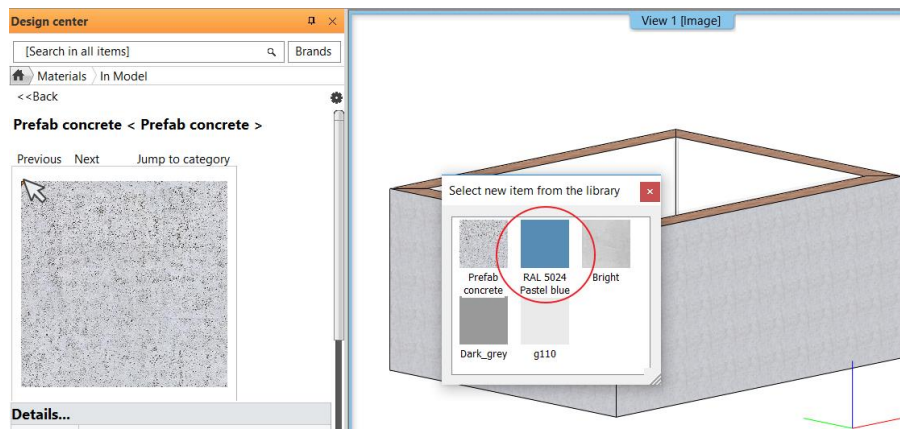 Design center
[Search in all items]
Brands
Materials
In Model
<<Back
Prefab concrete < Prefab concrete >
Previous Next Jump to category
Details...
View 1 [Image]
Select new item from the library
Prefab
concrete
RAL 5024
Pastel blue
Bright
Dark_grey
g110